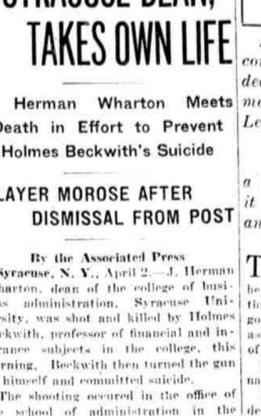 SYRACUSE DEAN,
TAKES OWN LIFE
Herman Wharton Meets
Death in Effort to Prevent
Holmes Beckwith's Suicide
LAYER MOROSE AFTER
DISMISSAL FROM POST
By the Associated Press
Syracuse, N. Y., April 2.—J. Herman
harton, dean of the college of busi-
s administration, Syracuse Uni-
sity, was shot and killed by Holmes
ckwith, professor of financial and in-
rance subjects in the college, this
rning. Beckwith then turned the gun
himself and committed suicide.
The shooting occured in the office of
school of administration in the